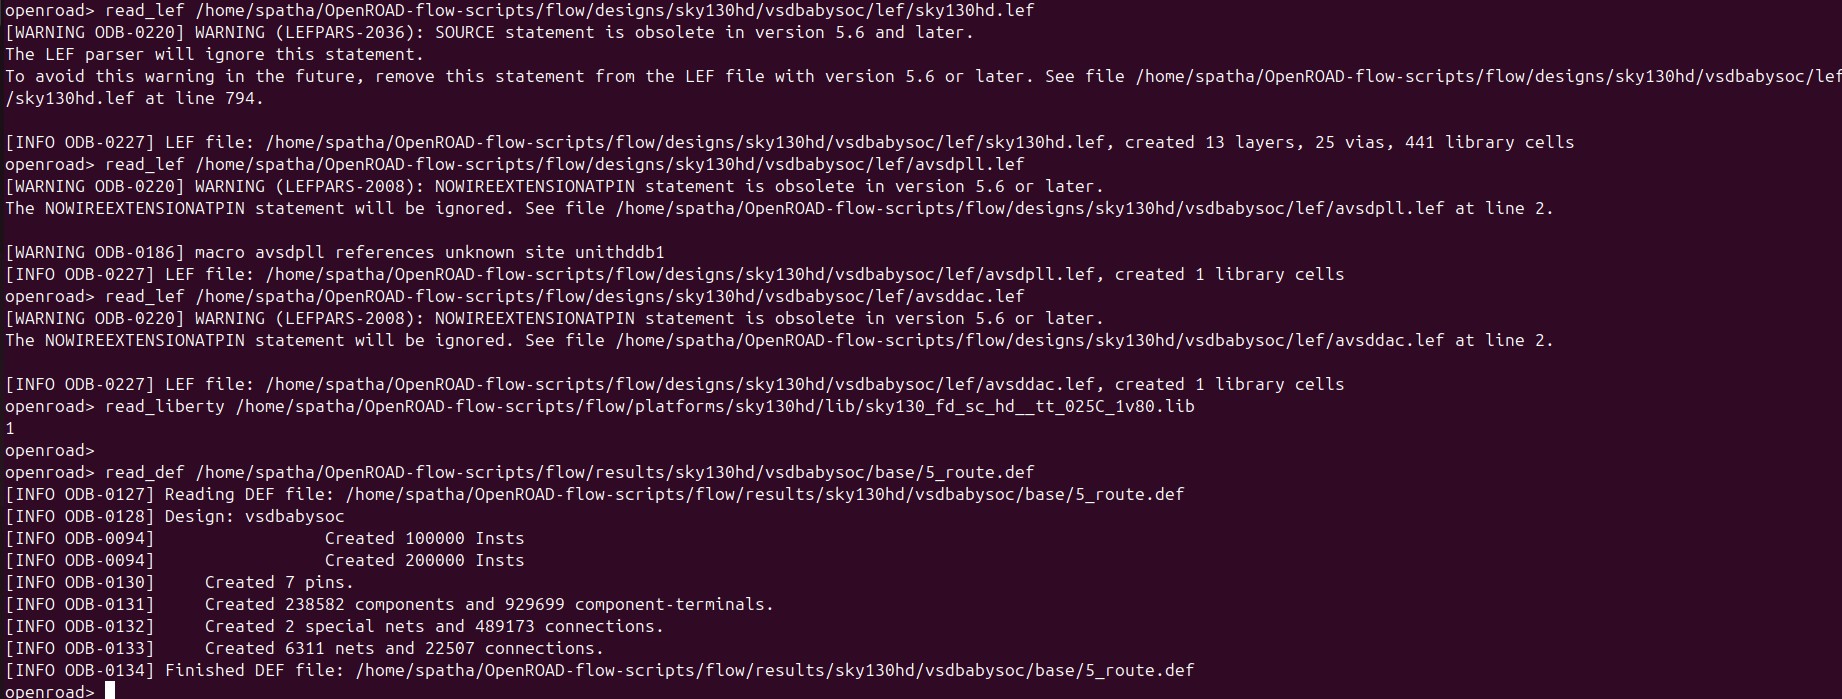 openroad> read_lef /home/spatha/OpenROAD-flow-scripts/flow/designs/sky130hd/vsdbabysoc/lef/sky130hd.lef
[WARNING ODB-0220] WARNING (LEFPARS-2036): SOURCE statement is obsolete in version 5.6 and later.
The LEF parser will ignore this statement.
To avoid this warning in the future, remove this statement from the LEF file with version 5.6 or later. See file /home/spatha/OpenROAD-flow-scripts/flow/designs/sky130hd/vsdbabysoc/lef
/sky130hd.lef at line 794.
[INFO ODB-0227] LEF file: /home/spatha/OpenROAD-flow-scripts/flow/designs/sky130hd/vsdbabysoc/lef/sky130hd.lef, created 13 layers, 25 vias, 441 library cells
openroad> read_lef /home/spatha/OpenROAD-flow-scripts/flow/designs/sky130hd/vsdbabysoc/lef/avsdpll.lef
[WARNING ODB-0220] WARNING (LEFPARS-2008): NOWIREEXTENSIONATPIN statement is obsolete in version 5.6 or later.
The NOWIREEXTENSIONATPIN statement will be ignored. See file /home/spatha/OpenROAD-flow-scripts/flow/designs/sky130hd/vsdbabysoc/lef/avsdpll.lef at line 2.
[WARNING ODB-0186] macro avsdpll references unknown site unithddb1
[INFO ODB-0227] LEF file: /home/spatha/OpenROAD-flow-scripts/flow/designs/sky130hd/vsdbabysoc/lef/avsdpll.lef, created 1 library cells
openroad> read_lef /home/spatha/OpenROAD-flow-scripts/flow/designs/sky130hd/vsdbabysoc/lef/avsddac.lef
[WARNING ODB-0220] WARNING (LEFPARS-2008): NOWIREEXTENSIONATPIN statement is obsolete in version 5.6 or later.
The NOWIREEXTENSIONATPIN statement will be ignored. See file /home/spatha/OpenROAD-flow-scripts/flow/designs/sky130hd/vsdbabysoc/lef/avsddac.lef at line 2.
[INFO ODB-0227] LEF file: /home/spatha/OpenROAD-flow-scripts/flow/designs/sky130hd/vsdbabysoc/lef/avsddac.lef, created 1 library cells
openroad> read_liberty /home/spatha/OpenROAD-flow-scripts/flow/platforms/sky130hd/lib/sky130_fd_sc_hd__tt_025C_1v80.lib
1
openroad>
openroad> read_def /home/spatha/OpenROAD-flow-scripts/flow/results/sky130hd/vsdbabysoc/base/5_route.def
[INFO ODB-0127] Reading DEF file: /home/spatha/OpenROAD-flow-scripts/flow/results/sky130hd/vsdbabysoc/base/5_route.def
[INFO ODB-0128] Design: vsdbabysoc
[INFO ODB-0094] Created 100000 Insts
[INFO ODB-0094] Created 200000 Insts
[INFO ODB-0130] Created 7 pins.
[INFO ODB-0131] Created 238582 components and 929699 component-terminals.
[INFO ODB-0132] Created 2 special nets and 489173 connections.
[INFO ODB-0133] Created 6311 nets and 22507 connections.
[INFO ODB-0134] Finished DEF file: /home/spatha/OpenROAD-flow-scripts/flow/results/sky130hd/vsdbabysoc/base/5_route.def
openroad>